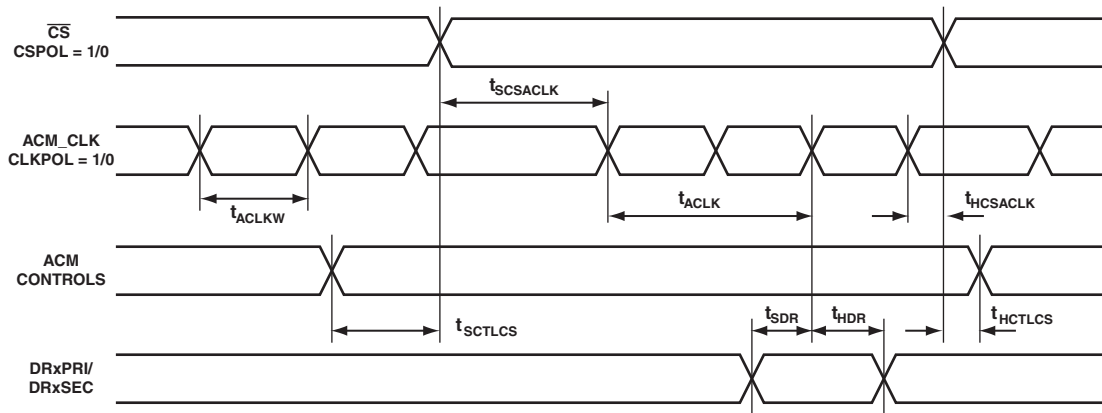 CS
CSPOL = 1/0
tSCSACLK
ACM_CLK
CLKPOL = 1/0
tACLKW
tACLK
tHCSACLK
ACM
CONTROLS
tSCTLCS
tSDR
tHDR
tHCTLCS
DRxPRI/
DRxSEC